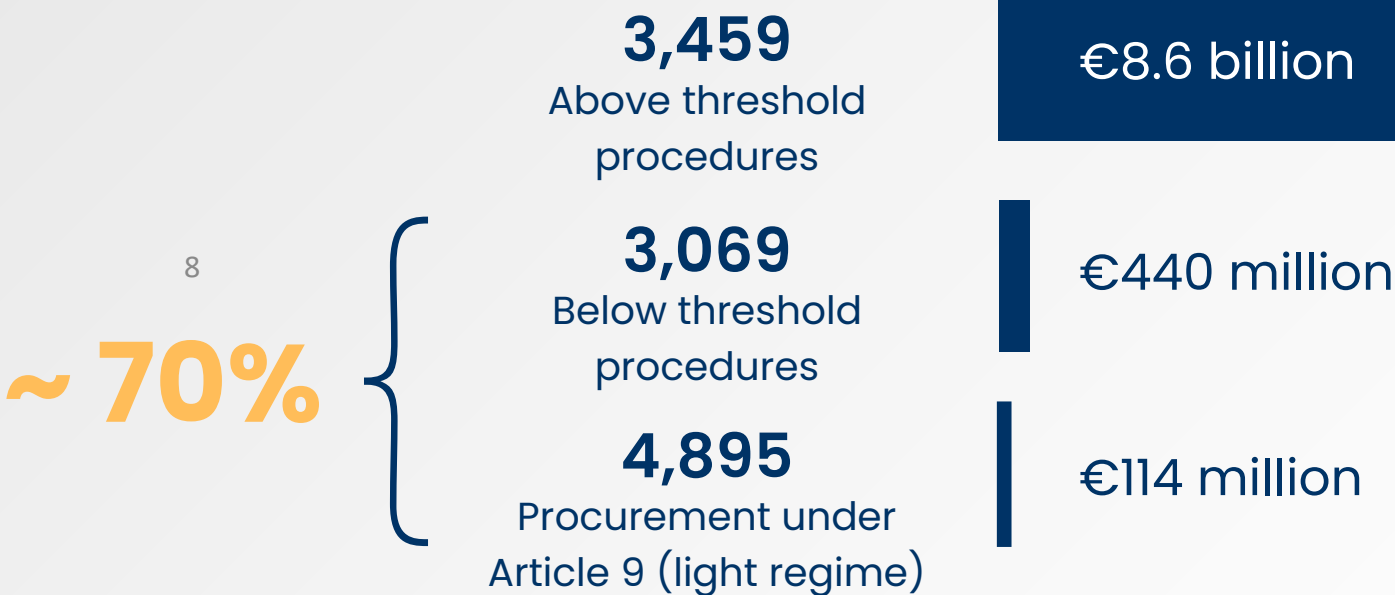 3,459
Above threshold
procedures
€8.6 billion
8
~ 70%
3,069
Below threshold
procedures
€440 million
4,895
Procurement under
Article 9 (light regime)
€114 million